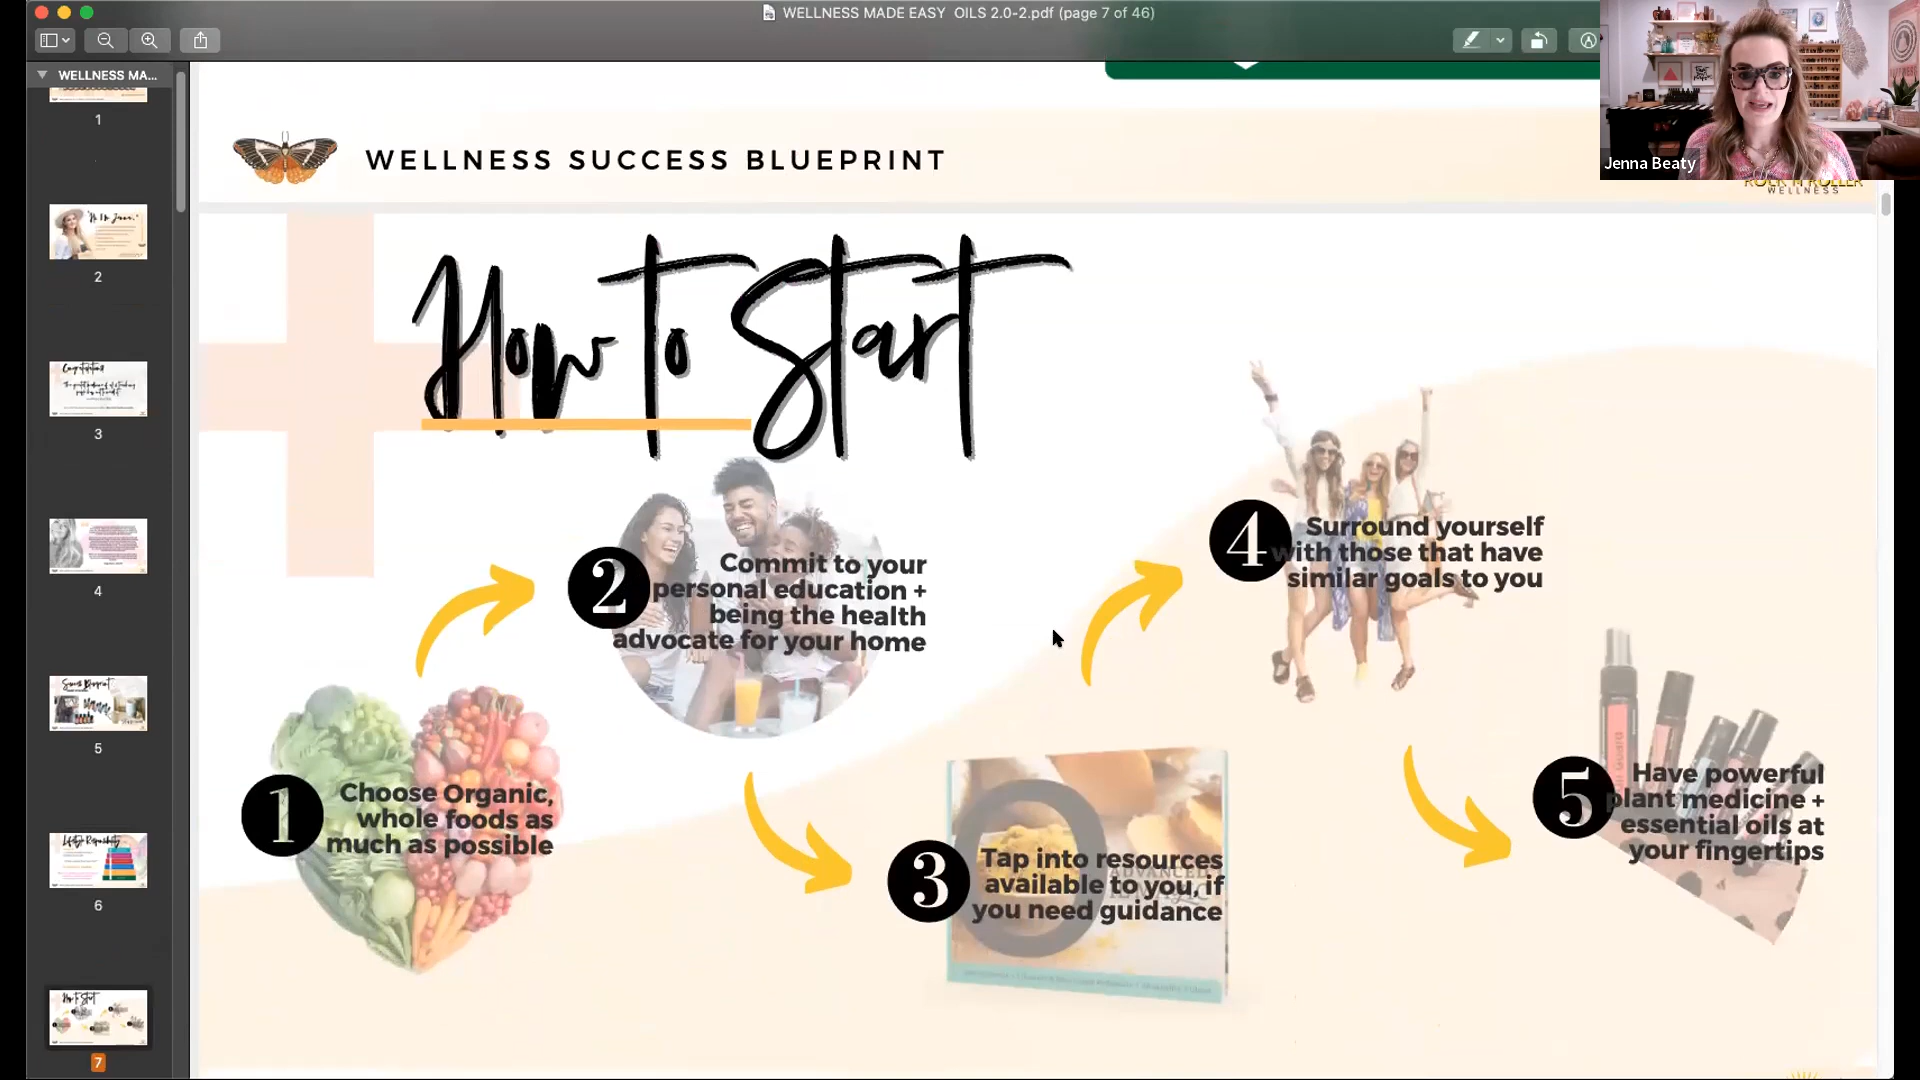 WELLNESS MADE EASY OILS 2.0-2.pdf (page 7 of 46)
WELLNESS MA...
1
2
3
4
5
6
7
Jenna Beaty
WELLNESS SUCCESS BLUEPRINT
ROCK N ROLLER
WELLNESS
How to Start
1
Choose Organic,
whole foods as
much as possible
2
Commit to your
personal education +
being the health
advocate for your home
3
Tap into resources
available to you, if
you need guidance
4
Surround yourself
with those that have
similar goals to you
5
Have powerful
plant medicine +
essential oils at
your fingertips